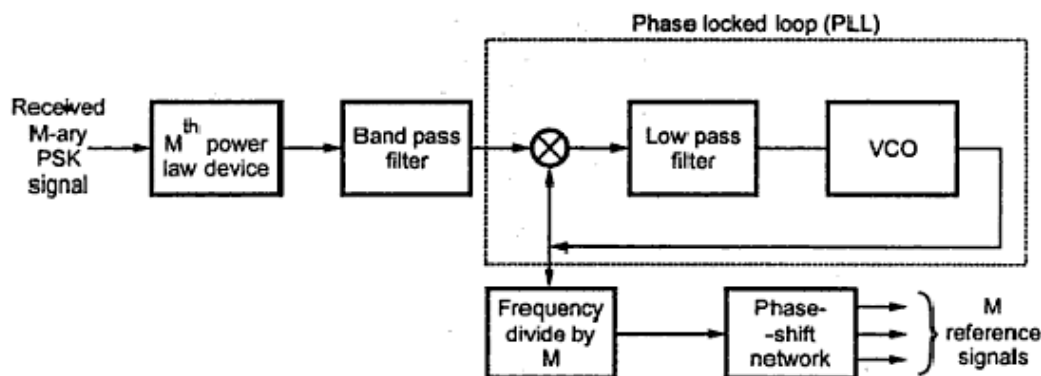 Phase locked loop (PLL)
Received
M-ary
PSK
signal
Mth power
law device
Band pass
filter
Low pass
filter
VCO
Frequency
divide by
M
Phase-
-shift
network
M
reference
signals